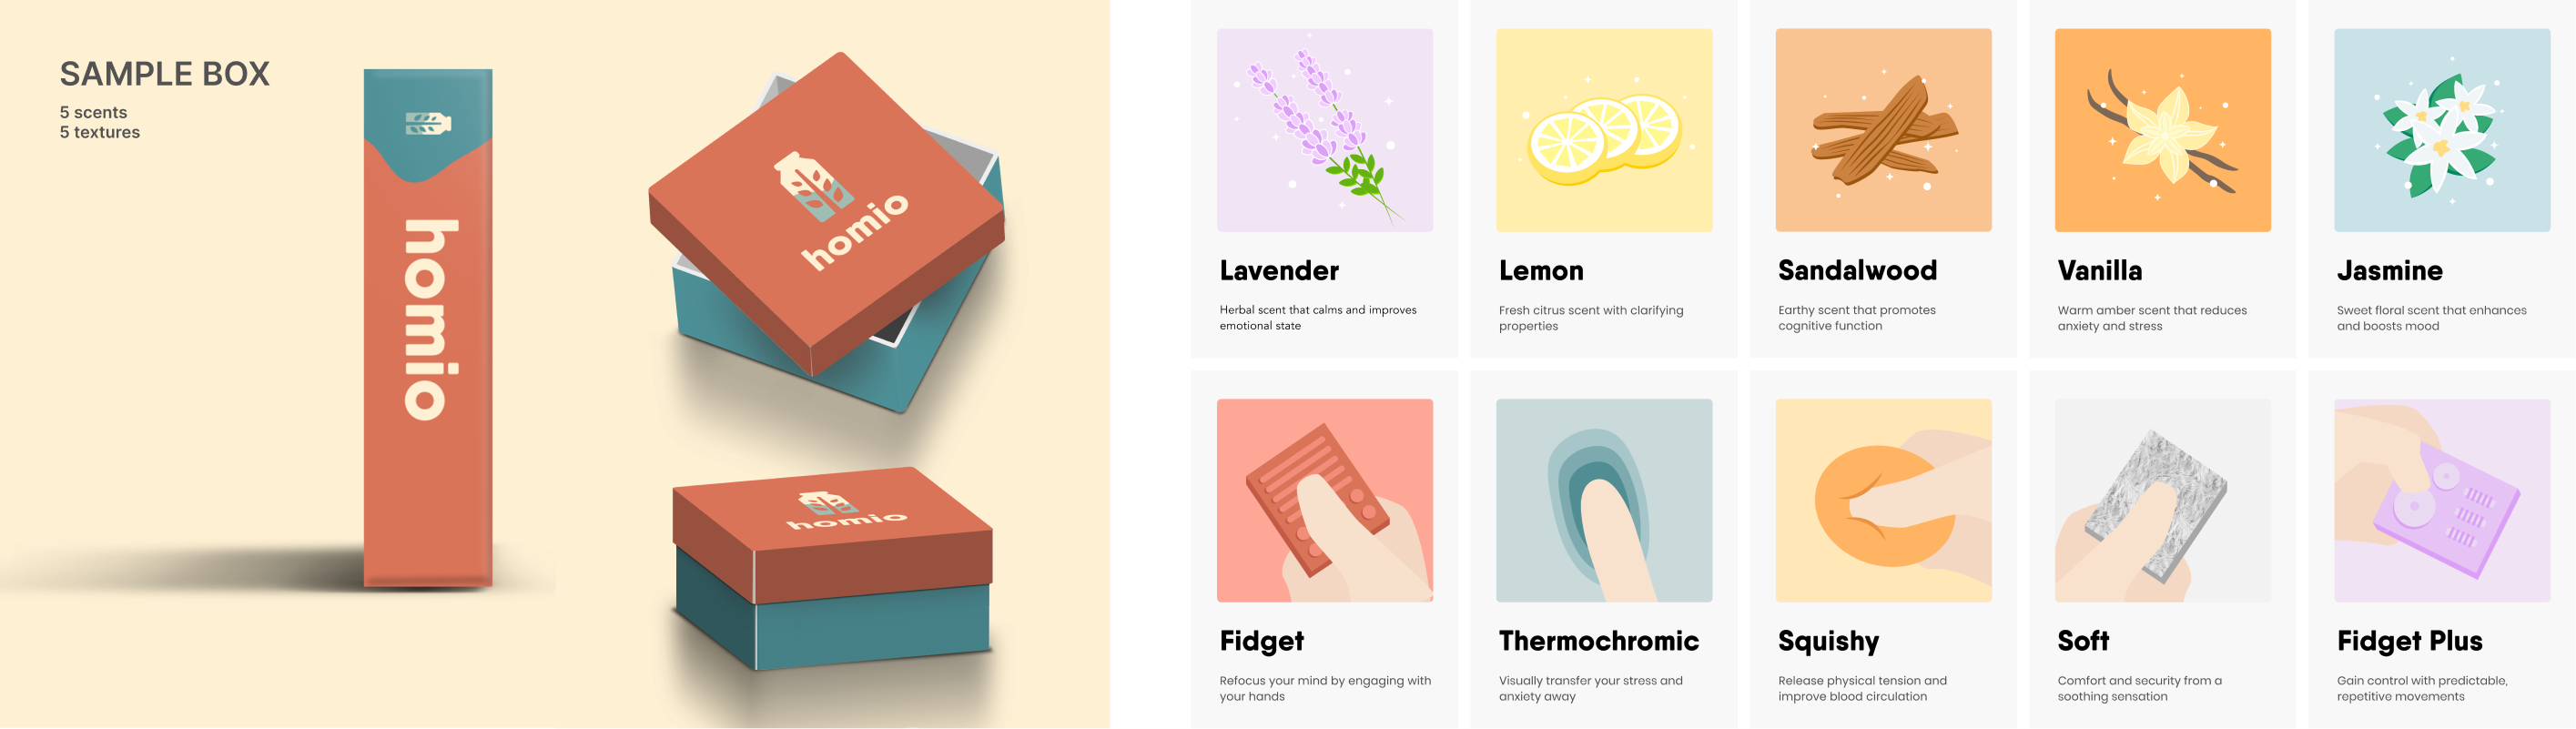 SAMPLE BOX
5 scents
5 textures
homio
homio
homio
Lavender
Herbal scent that calms and improves
emotional state
Lemon
Fresh citrus scent with clarifying
properties
Sandalwood
Earthy scent that promotes
cognitive function
Vanilla
Warm amber scent that reduces
anxiety and stress
Jasmine
Sweet floral scent that enhances
and boosts mood
Fidget
Refocus your mind by engaging with
your hands
Thermochromic
Visually transfer your stress and
anxiety away
Squishy
Release physical tension and
improve blood circulation
Soft
Comfort and security from a
soothing sensation
Fidget Plus
Gain control with predictable,
repetitive movements